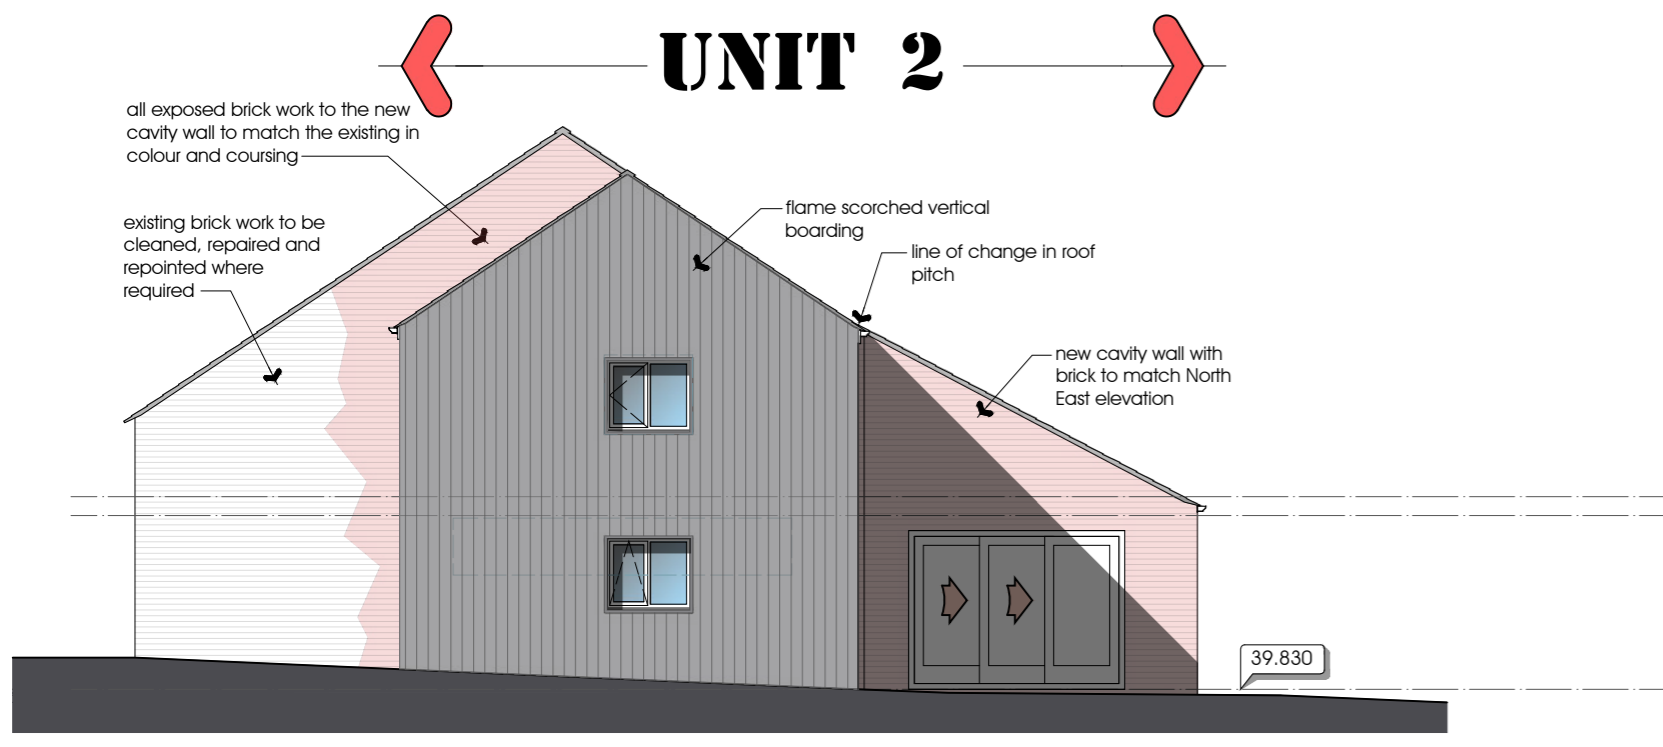 UNIT 2
all exposed brick work to the new
cavity wall to match the existing in
colour and coursing
existing brick work to be
cleaned, repaired and
repointed where
required
flame scorched vertical
boarding
line of change in roof
pitch
new cavity wall with
brick to match North
East elevation
39.830